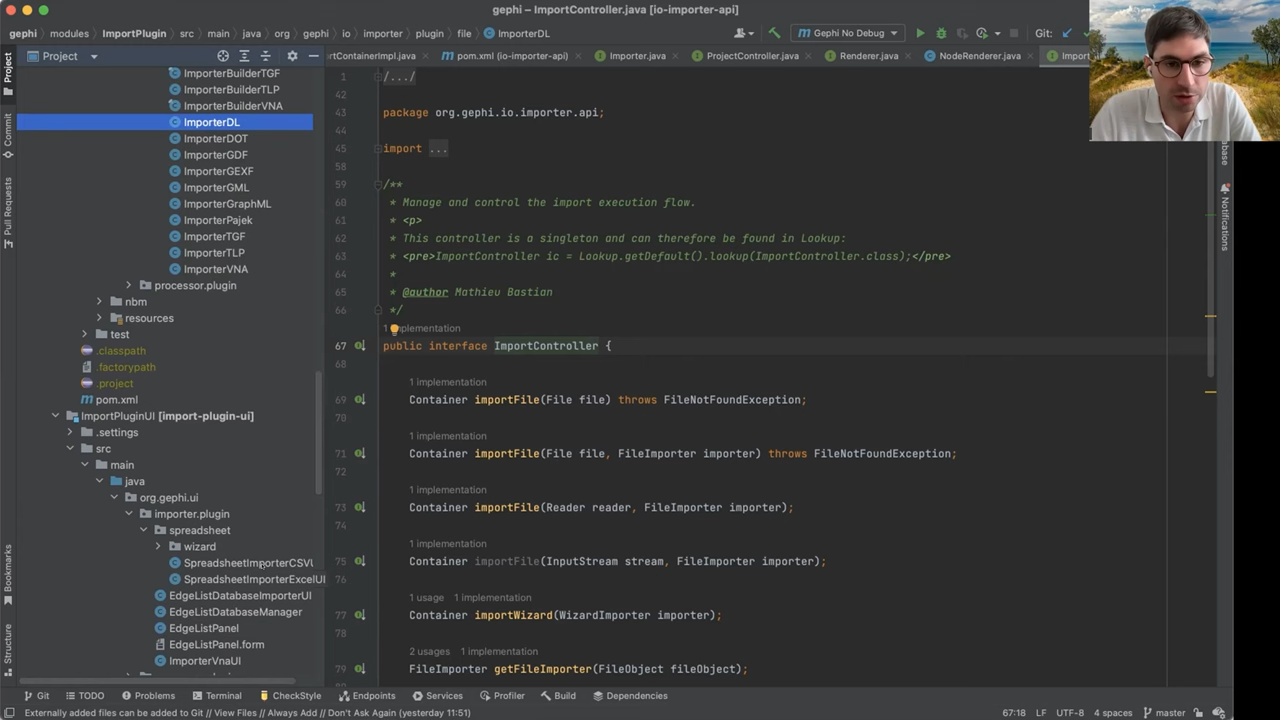 gephi – ImportController.java [io-importer-api]
gephi modules ImportPlugin src main java org gephi io importer plugin file ImporterDL
Gephi No Debug
Git:
Project
rtContainerImpl.java
pom.xml (io-importer-api)
Importer.java
ProjectController.java
Renderer.java
NodeRenderer.java
Import
Project
Commit
Pull Requests
Bookmarks
Structure
ImporterBuilderTGF
ImporterBuilderTLP
ImporterBuilderVNA
ImporterDL
ImporterDOT
ImporterGDF
ImporterGEXF
ImporterGML
ImporterGraphML
ImporterPajek
ImporterTGF
ImporterTLP
ImporterVNA
processor.plugin
nbm
resources
test
.classpath
.factorypath
.project
pom.xml
ImportPluginUI [import-plugin-ui]
.settings
src
main
java
org.gephi.ui
importer.plugin
spreadsheet
wizard
SpreadsheetImporterCSVU
SpreadsheetImporterExcelUI
EdgeListDatabaseImporterUI
EdgeListDatabaseManager
EdgeListPanel
EdgeListPanel.form
ImporterVnaUI
1 /.../
42
43 package org.gephi.io.importer.api;
44
45 import ...
58
59 /**
60 * Manage and control the import execution flow.
61 * <p>
62 * This controller is a singleton and can therefore be found in Lookup:
63 * <pre>ImportController ic = Lookup.getDefault().lookup(ImportController.class);</pre>
64 *
65 * @author Mathieu Bastian
66 */
1 implementation
67 public interface ImportController {
68
1 implementation
69 Container importFile(File file) throws FileNotFoundException;
70
1 implementation
71 Container importFile(File file, FileImporter importer) throws FileNotFoundException;
72
1 implementation
73 Container importFile(Reader reader, FileImporter importer);
74
1 implementation
75 Container importFile(InputStream stream, FileImporter importer);
76
1 usage 1 implementation
77 Container importWizard(WizardImporter importer);
78
2 usages 1 implementation
79 FileImporter getFileImporter(FileObject fileObject);
Notifications
Git TODO Problems Terminal CheckStyle Endpoints Services Profiler Build Dependencies
Externally added files can be added to Git // View Files // Always Add // Don't Ask Again (yesterday 11:51)
67:18 LF UTF-8 4 spaces master